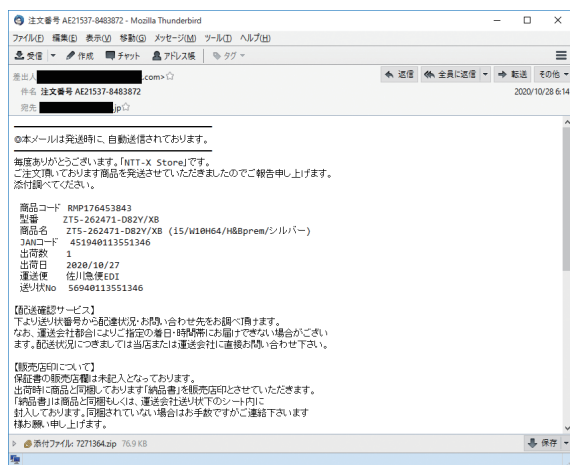 注文番号 AE21537-8483872 - Mozilla Thunderbird
ファイル(F) 編集(E) 表示(V) 移動(G) メッセージ(M) ツール(T) ヘルプ(H)
受信 作成 チャット アドレス帳 タグ
差出人 .com> 返信 全員に返信 転送 その他
件名 注文番号 AE21537-8483872 2020/10/28 6:14
宛先 .jp
◎本メールは発送時に、自動送信されております。
毎度ありがとうございます。「NTT-X Store」です。
ご注文頂いております商品を発送させていただきましたのでご報告申し上げます。
添付調べてください。
商品コード RMP176453843
型番 ZT5-262471-D82Y/XB
商品名 ZT5-262471-D82Y/XB (i5/W10H64/H&Bprem/シルバー)
JANコード 451940113551346
出荷数 1
出荷日 2020/10/27
運送便 佐川急便EDI
送り状No 56940113551346
【配送確認サービス】
下より送り状番号から配達状況・お問い合わせ先をお調べ頂けます。
なお、運送会社都合によりご指定の着日・時間帯にお届けできない場合がござい
ます。配送状況につきましては当店または運送会社に直接お問い合わせ下さい。
【販売店印について】
保証書の販売店欄は未記入となっております。
出荷時に商品と同梱しております「納品書」を販売店印とさせていただきます。
「納品書」は商品と同梱もしくは、運送会社送り状下のシート内に
封入しております。同梱されていない場合はお手数ですがご連絡下さいます
様お願い申し上げます。
添付ファイル: 7271364.zip 76.9 KB 保存